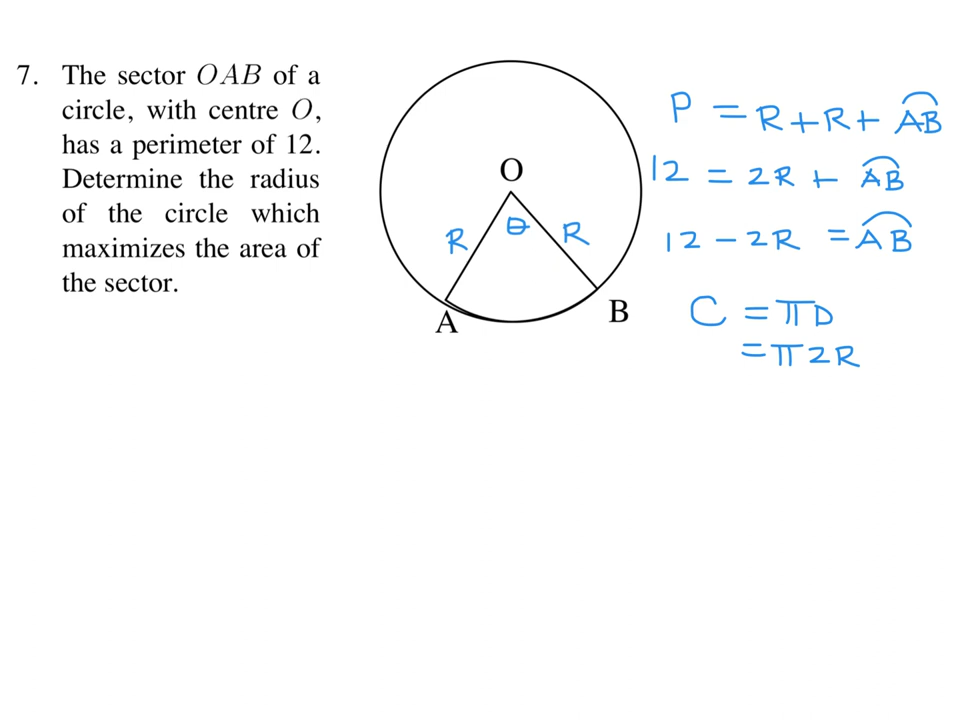 7. The sector OAB of a
circle, with centre O,
has a perimeter of 12.
Determine the radius
of the circle which
maximizes the area of
the sector.
O
R
θ
R
A
B
P = R + R + AB
12 = 2R + AB
12 - 2R = AB
C = πD
= π2R